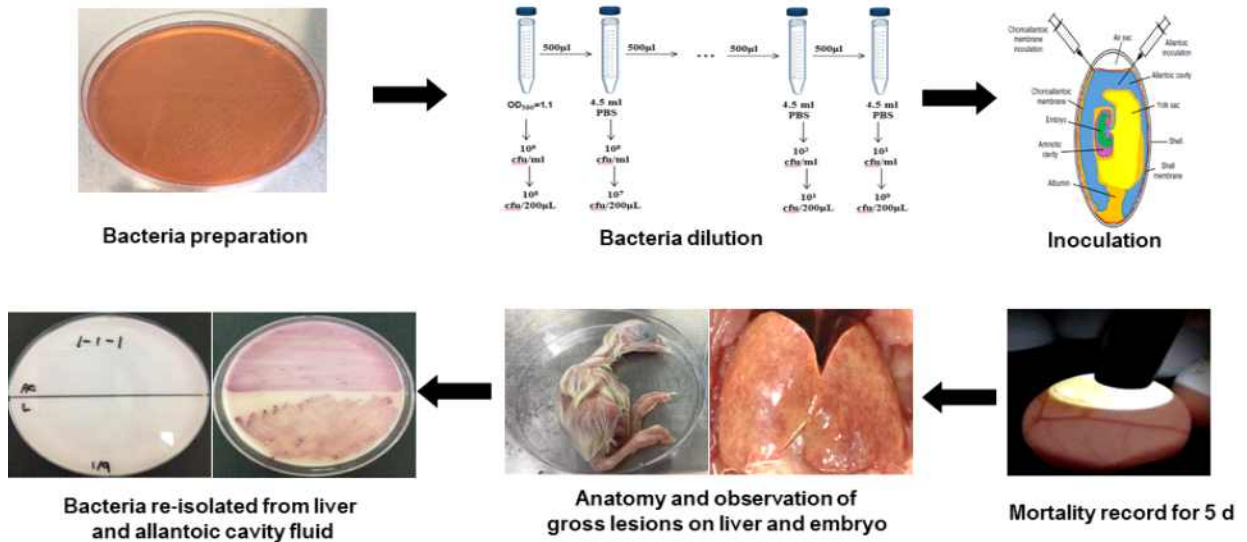 500µl
500µl
...
500µl
500µl
4.5 ml
PBS
4.5 ml
PBS
4.5 ml
PBS
cfu/ml
10⁷
cfu/ml
10²
cfu/ml
10¹
cfu/ml
10⁸
cfu/200µL
cfu/200µL
10¹
cfu/200µL
10⁰
cfu/200µL
Chorioallantoic
membrane
inoculation
Air sac
Allantoic
inoculation
Allantoic cavity
Chorioallantoic
membrane
Yolk sac
Embryo
Amniotic
cavity
Shell
Shell
membrane
Albumin
Bacteria preparation
Bacteria dilution
Inoculation
1-1-1
L
Bacteria re-isolated from liver
and allantoic cavity fluid
Anatomy and observation of
gross lesions on liver and embryo
Mortality record for 5 d